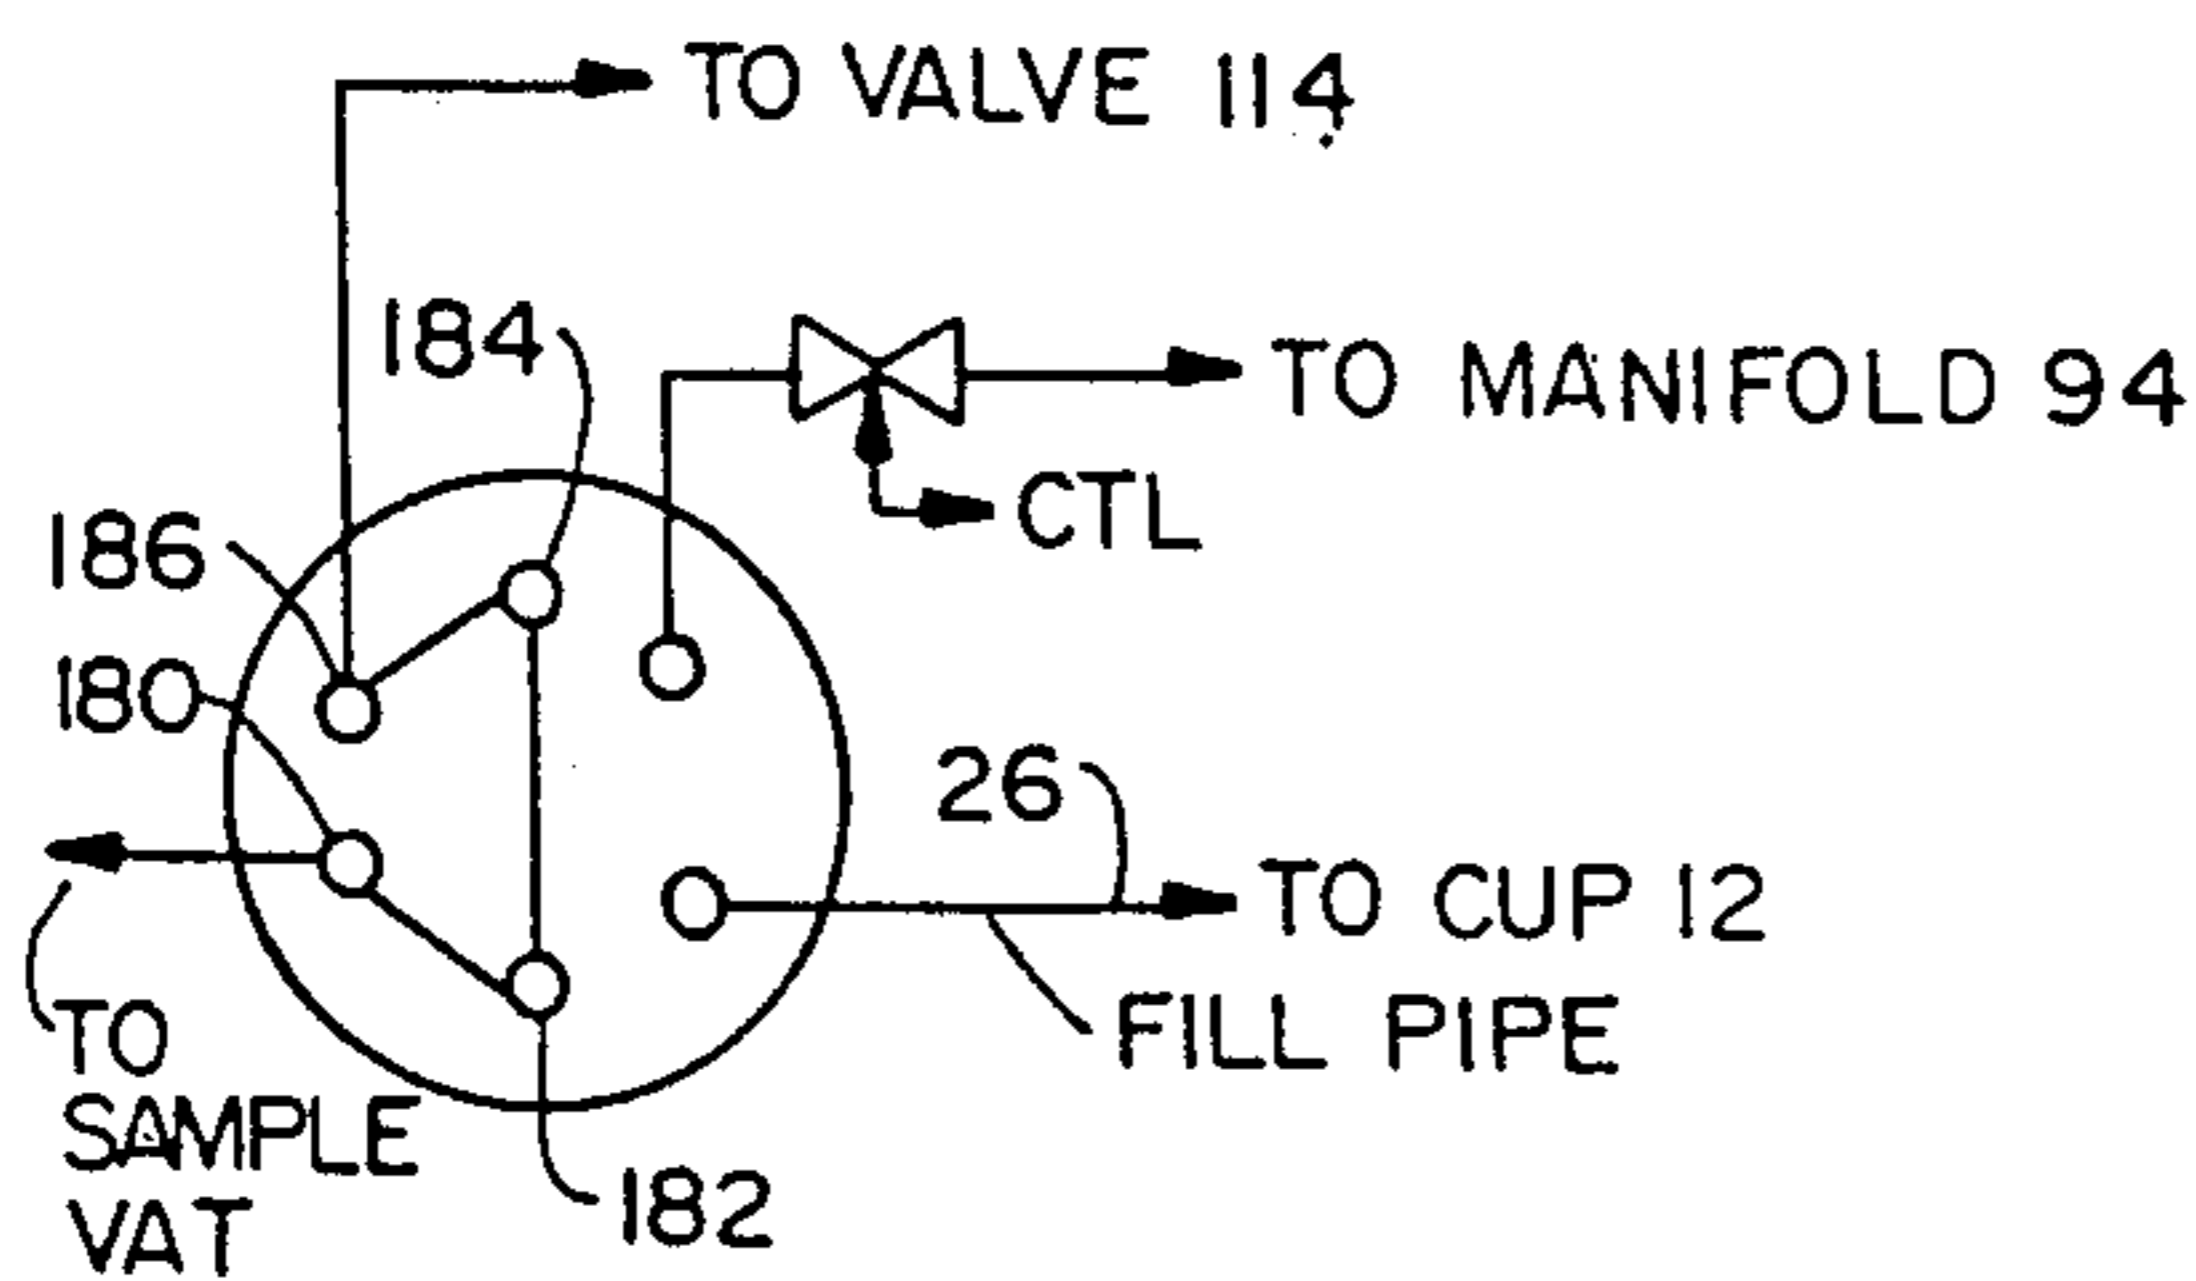 TO VALVE 114
184
TO MANIFOLD 94
CTL
186
180
26
TO CUP 12
FILL PIPE
TO
SAMPLE
VAT
182